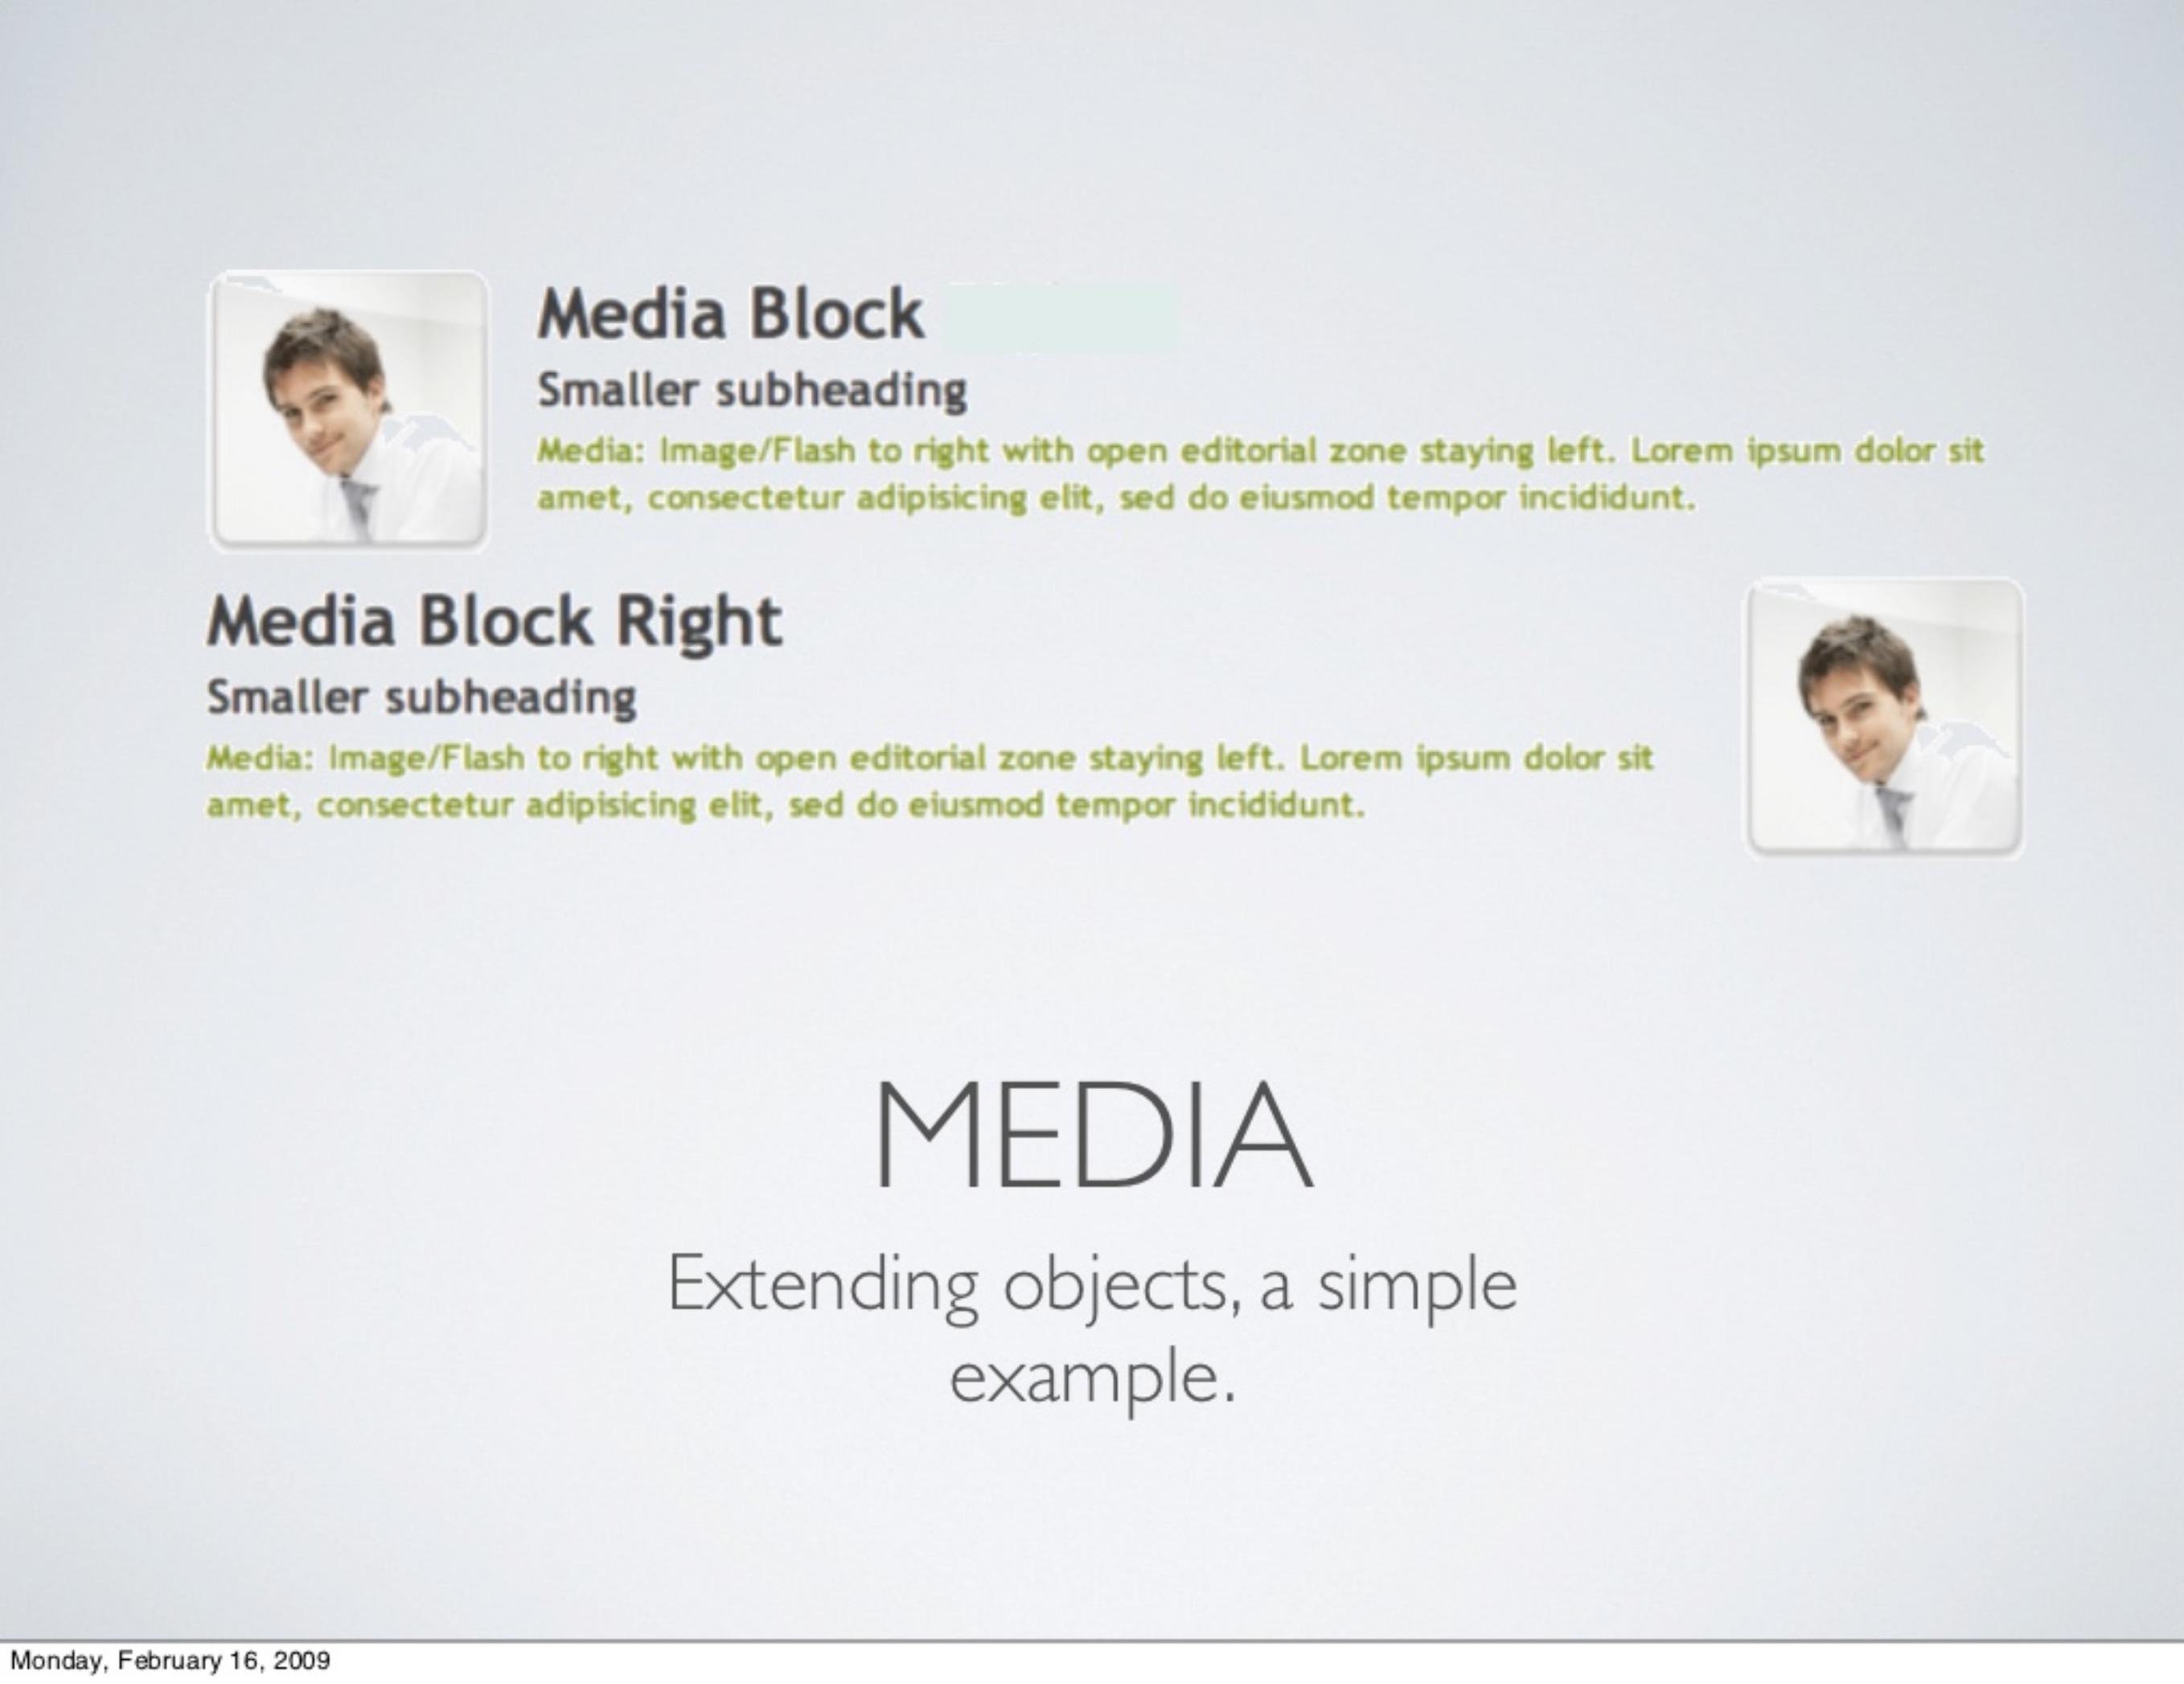 Media Block
Smaller subheading
Media: Image/Flash to right with open editorial zone staying left. Lorem ipsum dolor sit
amet, consectetur adipisicing elit, sed do eiusmod tempor incididunt.
Media Block Right
Smaller subheading
Media: Image/Flash to right with open editorial zone staying left. Lorem ipsum dolor sit
amet, consectetur adipisicing elit, sed do eiusmod tempor incididunt.
MEDIA
Extending objects, a simple
example.
Monday, February 16, 2009